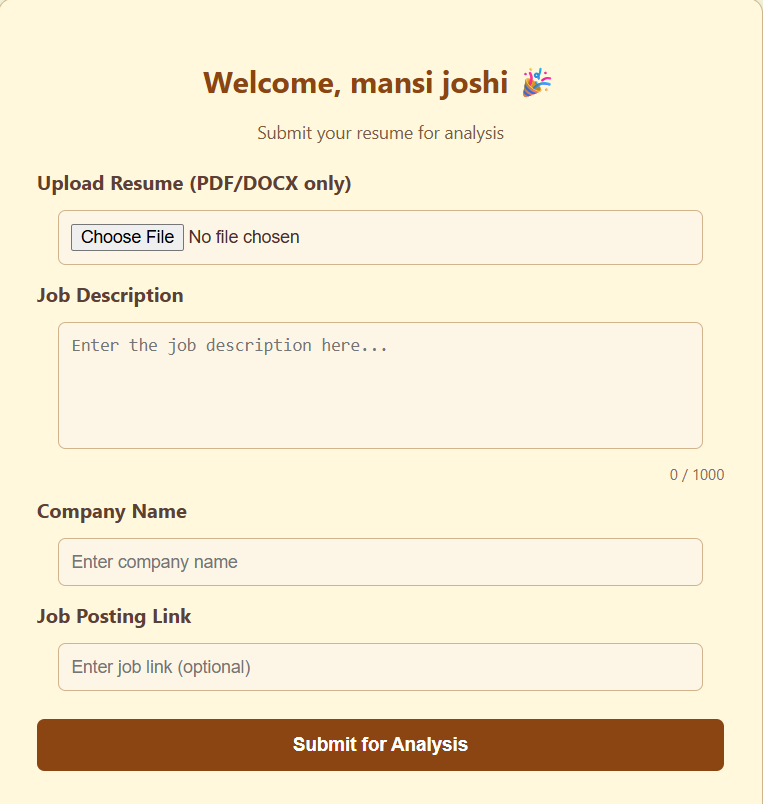 Welcome, mansi joshi 🎉
Submit your resume for analysis
Upload Resume (PDF/DOCX only)
Choose File No file chosen
Job Description
Enter the job description here...
0 / 1000
Company Name
Enter company name
Job Posting Link
Enter job link (optional)
Submit for Analysis